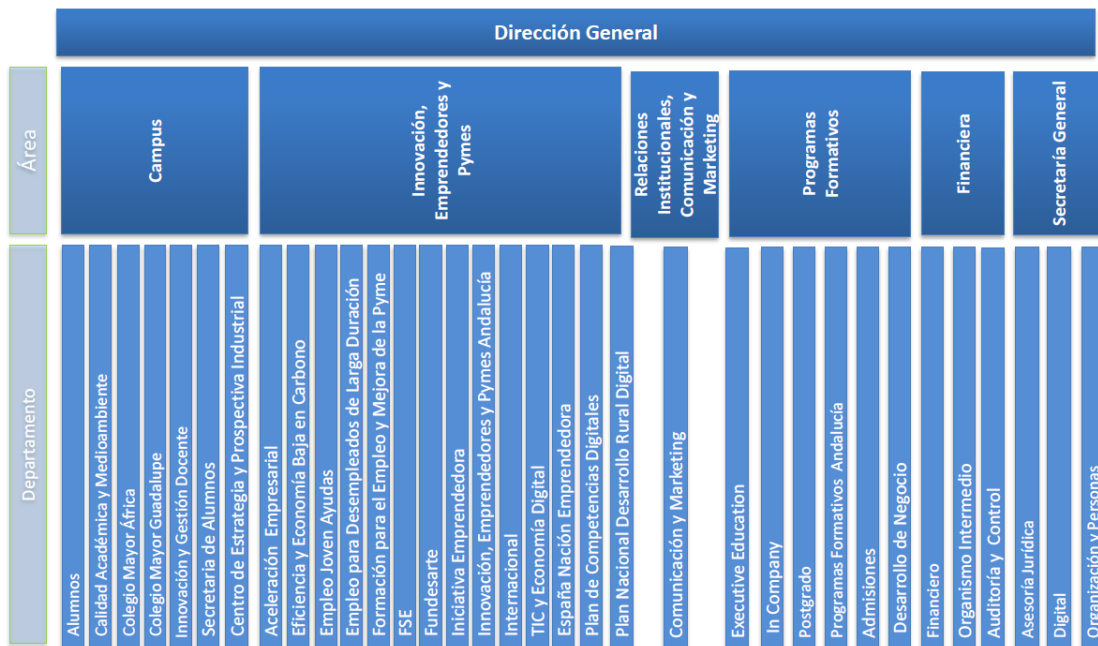 Dirección General
Área
Campus
Innovación,
Emprendedores y
Pymes
Relaciones
Institucionales,
Comunicación y
Marketing
Programas
Formativos
Financiera
Secretaría General
Departamento
Alumnos
Calidad Académica y Medioambiente
Colegio Mayor África
Colegio Mayor Guadalupe
Innovación y Gestión Docente
Secretaria de Alumnos
Centro de Estrategia y Prospectiva Industrial
Aceleración Empresarial
Eficiencia y Economía Baja en Carbono
Empleo Joven Ayudas
Empleo para Desempleados de Larga Duración
Formación para el Empleo y Mejora de la Pyme
FSE
Fundesarte
Iniciativa Emprendedora
Innovación, Emprendedores y Pymes Andalucía
Internacional
TIC y Economía Digital
España Nación Emprendedora
Plan de Competencias Digitales
Plan Nacional Desarrollo Rural Digital
Comunicación y Marketing
Executive Education
In Company
Postgrado
Programas Formativos Andalucía
Admisiones
Desarrollo de Negocio
Financiero
Organismo Intermedio
Auditoría y Control
Asesoría Jurídica
Digital
Organización y Personas